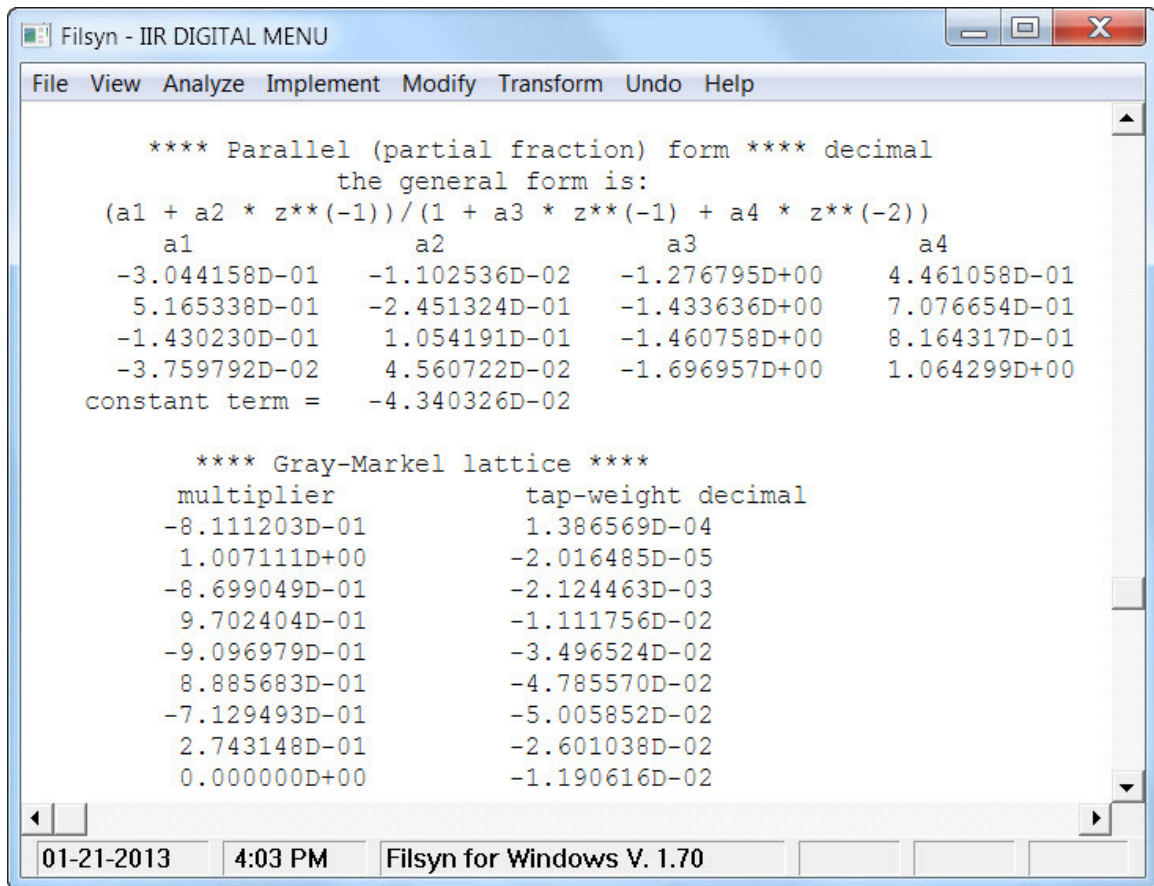 Filsyn - IIR DIGITAL MENU
File View Analyze Implement Modify Transform Undo Help
**** Parallel (partial fraction) form **** decimal
the general form is:
(a1 + a2 * z**(-1))/(1 + a3 * z**(-1) + a4 * z**(-2))
a1 a2 a3 a4
-3.044158D-01 -1.102536D-02 -1.276795D+00 4.461058D-01
5.165338D-01 -2.451324D-01 -1.433636D+00 7.076654D-01
-1.430230D-01 1.054191D-01 -1.460758D+00 8.164317D-01
-3.759792D-02 4.560722D-02 -1.696957D+00 1.064299D+00
constant term = -4.340326D-02
**** Gray-Markel lattice ****
multiplier tap-weight decimal
-8.111203D-01 1.386569D-04
1.007111D+00 -2.016485D-05
-8.699049D-01 -2.124463D-03
9.702404D-01 -1.111756D-02
-9.096979D-01 -3.496524D-02
8.885683D-01 -4.785570D-02
-7.129493D-01 -5.005852D-02
2.743148D-01 -2.601038D-02
0.000000D+00 -1.190616D-02
01-21-2013 4:03 PM Filsyn for Windows V. 1.70